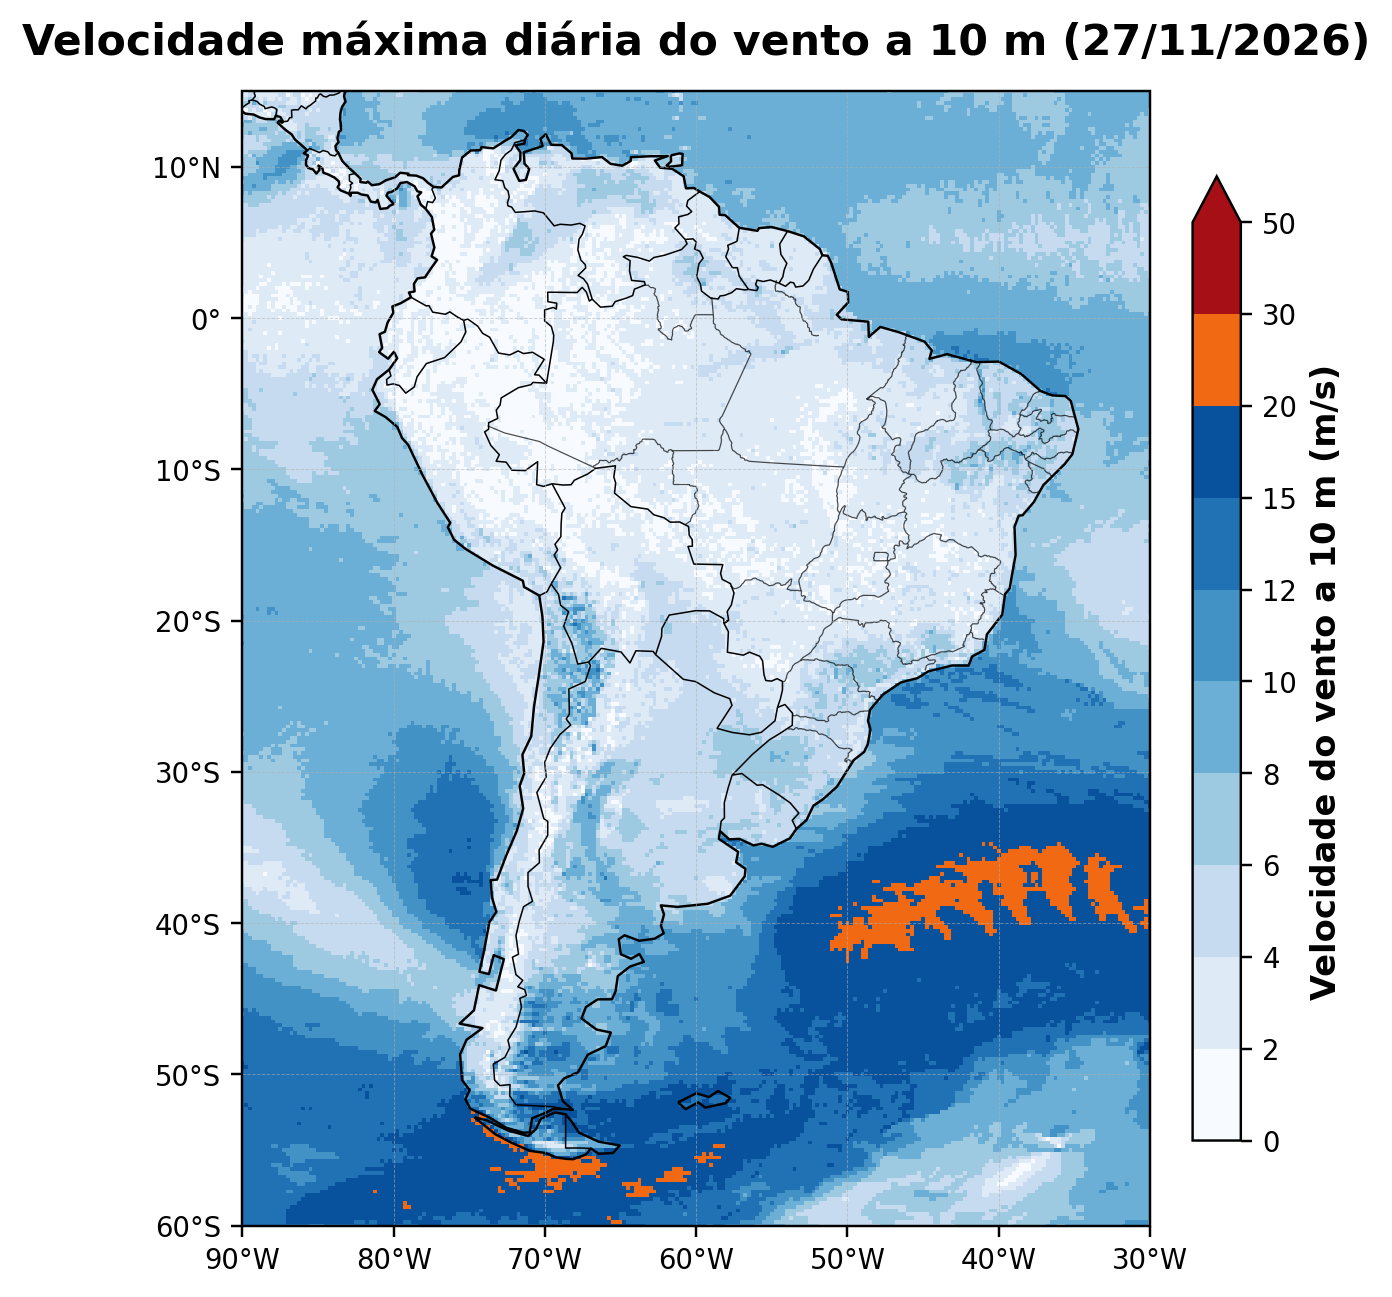 Velocidade máxima diária do vento a 10 m (27/11/2026)
10°N
0°
10°S
20°S
30°S
40°S
50°S
60°S
90°W
80°W
70°W
60°W
50°W
40°W
30°W
50
30
20
15
12
10
8
6
4
2
0
Velocidade do vento a 10 m (m/s)